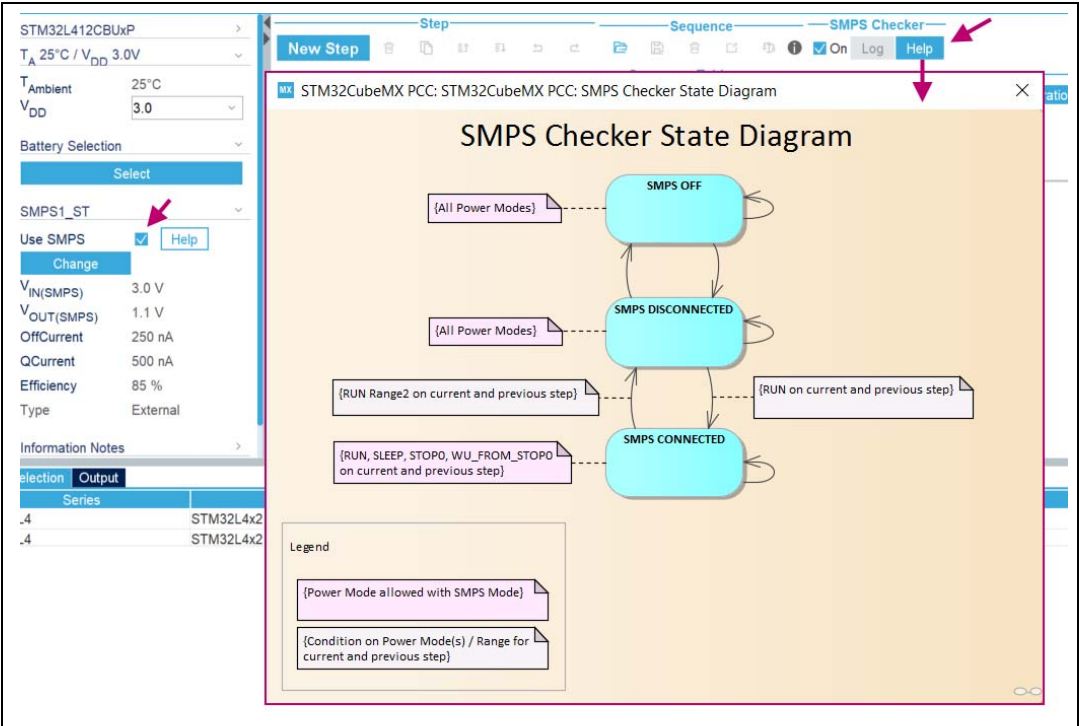 STM32L412CBUxP
TA 25°C / VDD 3.0V
TAmbient 25°C
VDD 3.0
Battery Selection
Select
SMPS1_ST
Use SMPS Help
Change
VIN(SMPS) 3.0 V
VOUT(SMPS) 1.1 V
OffCurrent 250 nA
QCurrent 500 nA
Efficiency 85 %
Type External
Information Notes
election Output
Series
.4 STM32L4x2
.4 STM32L4x2
Step
Sequence
SMPS Checker
New Step
On Log Help
atio
MX STM32CubeMX PCC: STM32CubeMX PCC: SMPS Checker State Diagram
SMPS Checker State Diagram
SMPS OFF
{All Power Modes}
SMPS DISCONNECTED
{All Power Modes}
{RUN Range2 on current and previous step}
{RUN on current and previous step}
SMPS CONNECTED
{RUN, SLEEP, STOP0, WU_FROM_STOP0
on current and previous step}
Legend
{Power Mode allowed with SMPS Mode}
{Condition on Power Mode(s) / Range for
current and previous step}